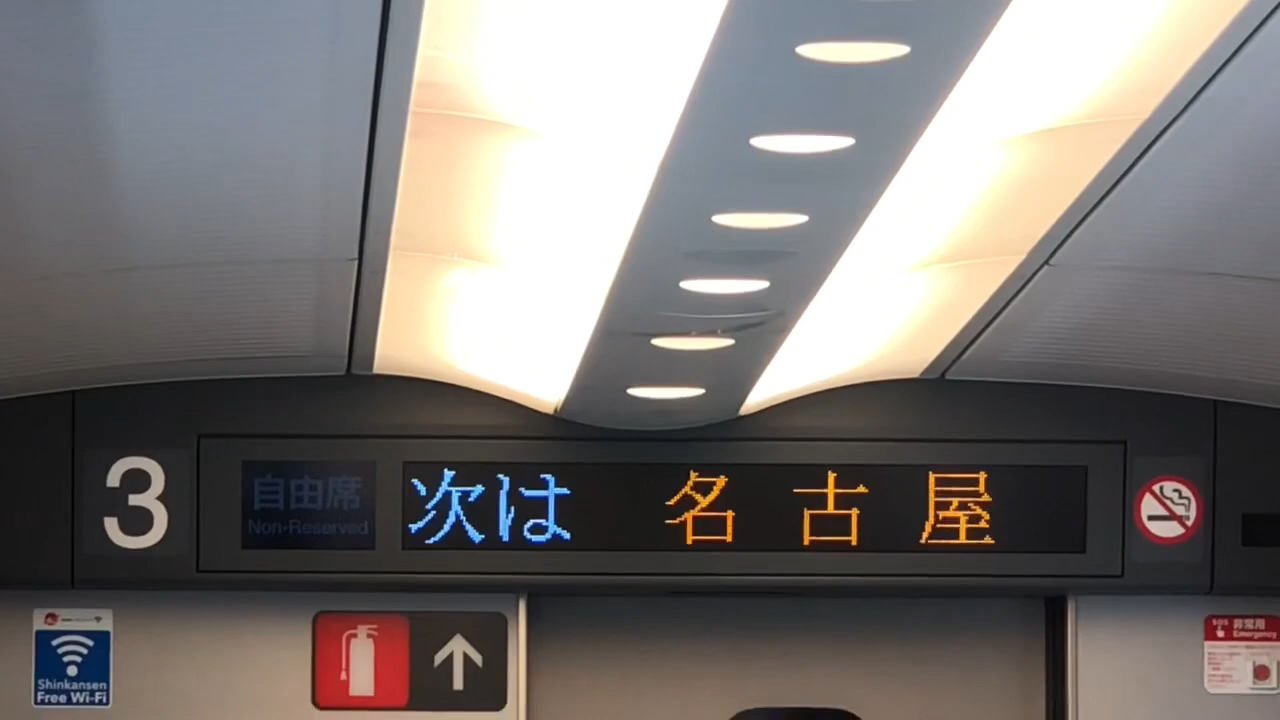 3
自由席
Non-Reserved
次は 名古屋
Shinkansen
Free Wi-Fi
SOS
非常用
Emergency